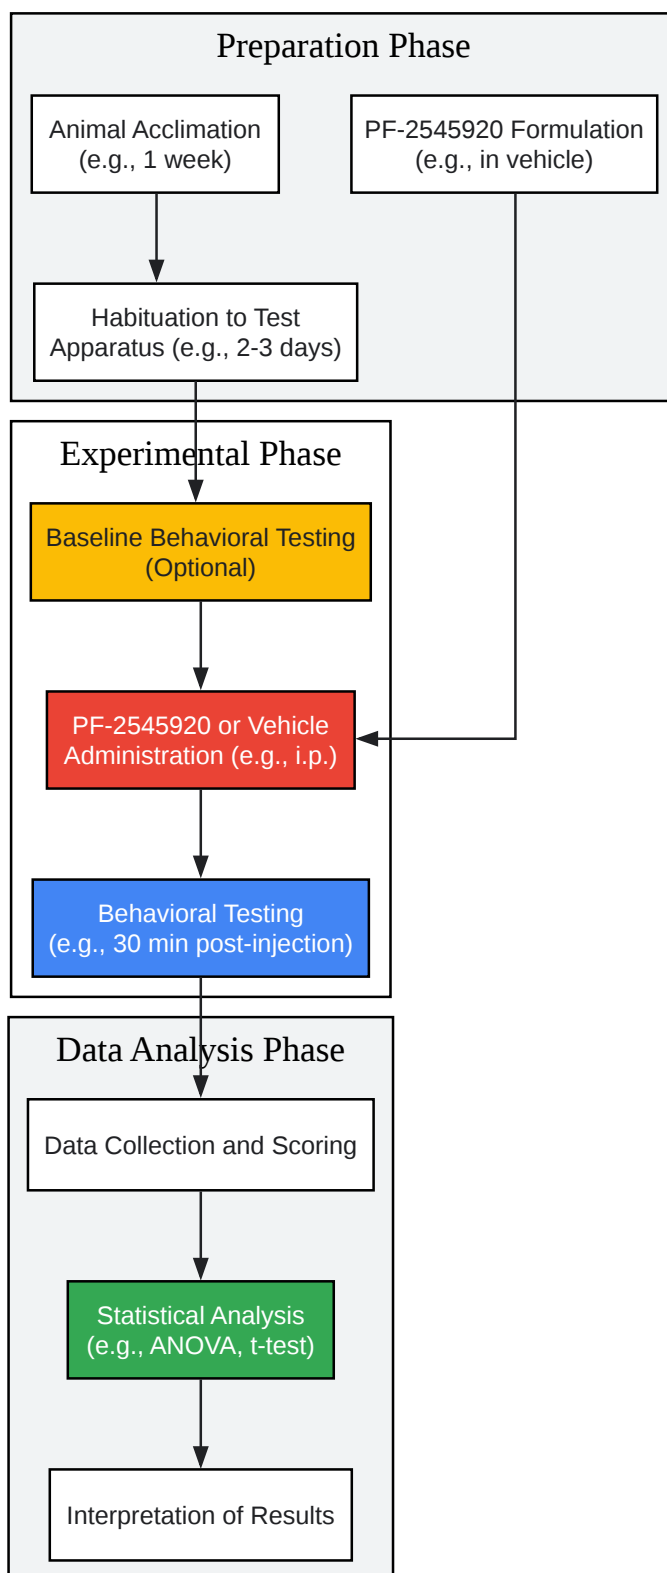 Preparation Phase
Animal Acclimation
(e.g., 1 week)
PF-2545920 Formulation
(e.g., in vehicle)
Habituation to Test
Apparatus (e.g., 2-3 days)
Experimental Phase
Baseline Behavioral Testing
(Optional)
PF-2545920 or Vehicle
Administration (e.g., i.p.)
Behavioral Testing
(e.g., 30 min post-injection)
Data Analysis Phase
Data Collection and Scoring
Statistical Analysis
(e.g., ANOVA, t-test)
Interpretation of Results